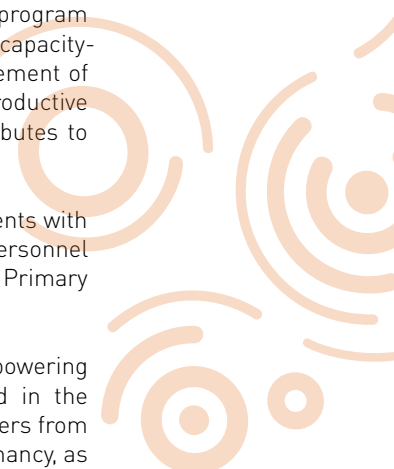 program
capacity-
ement of
roductive
butes to
ents with
ersonnel
Primary
powering
d in the
ers from
nancy, as